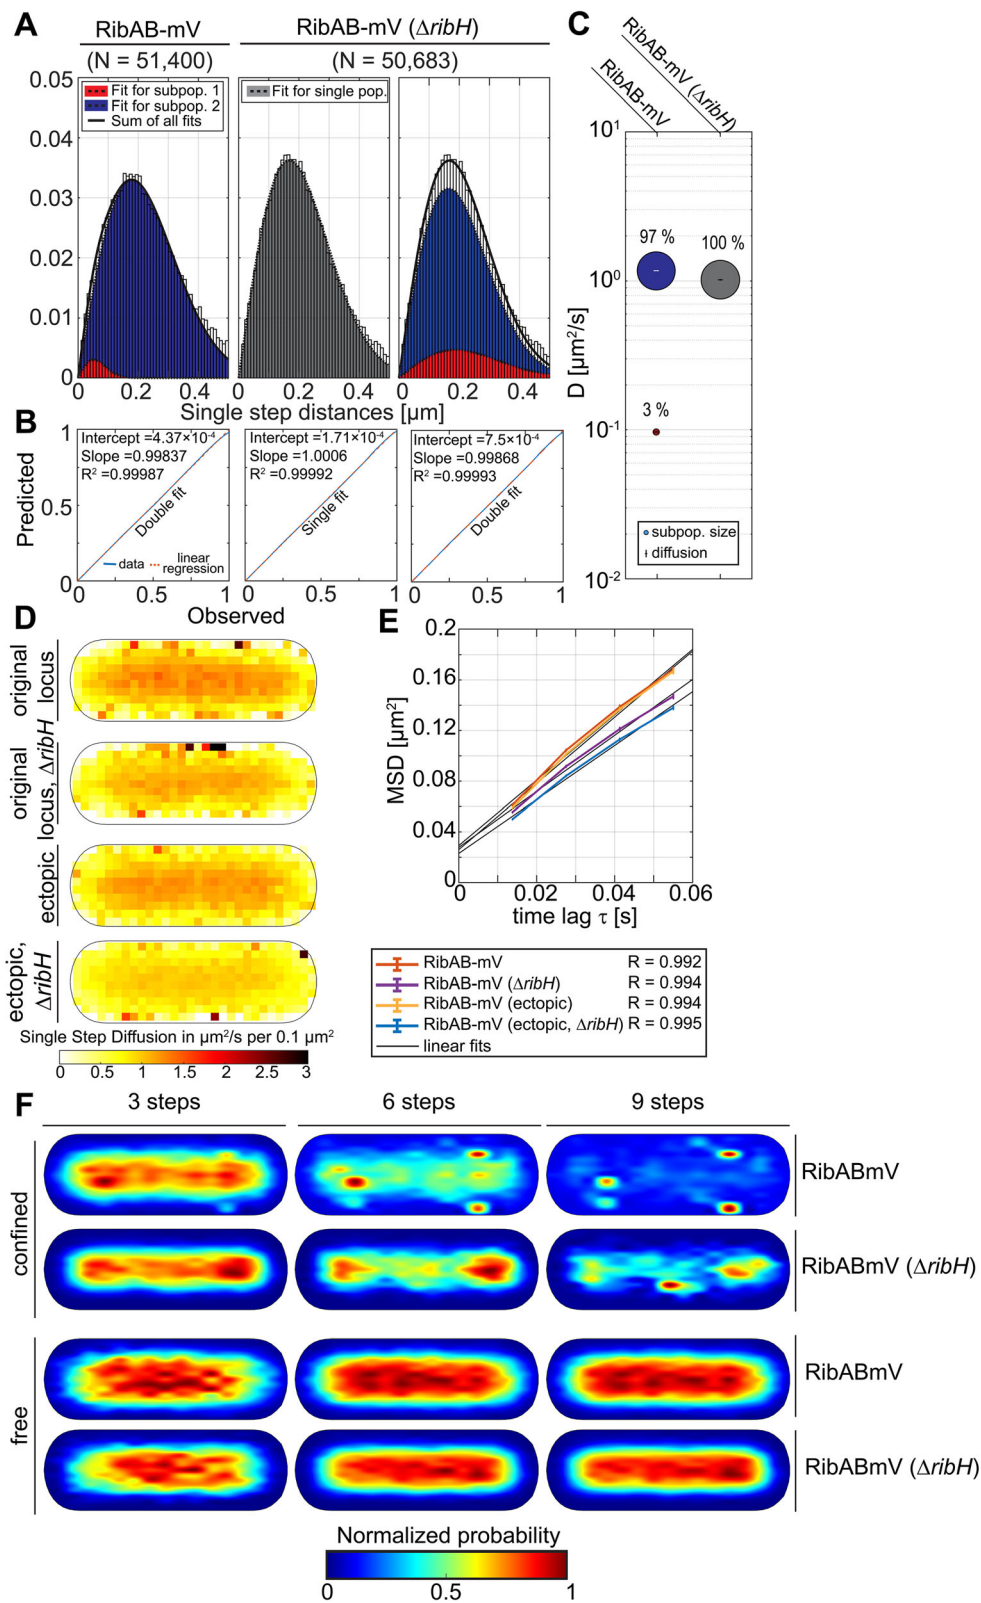 A
RibAB-mV
(N = 51,400)
RibAB-mV (ΔribH)
(N = 50,683)
0.05
0.04
0.03
0.02
0.01
0
Fit for subpop. 1
Fit for subpop. 2
Sum of all fits
Fit for single pop.
0 0.2 0.4
0 0.2 0.4
0 0.2 0.4
Single step distances [µm]
B
Predicted
1
0.5
0
Intercept =4.37×10⁻⁴
Slope =0.99837
R² =0.99987
Double fit
data
linear
regression
Intercept =1.71×10⁻⁴
Slope =1.0006
R² =0.99992
Single fit
Intercept =7.5×10⁻⁴
Slope =0.99868
R² =0.99993
Double fit
0.5 1
0 0.5 1
0 0.5 1
Observed
C
RibAB-mV
RibAB-mV (ΔribH)
D [µm²/s]
10¹
10⁰
10⁻¹
10⁻²
97 %
100 %
3 %
subpop. size
diffusion
D
original
locus
original
locus, ΔribH
ectopic
ectopic,
ΔribH
Single Step Diffusion in µm²/s per 0.1 µm²
0 0.5 1 1.5 2 2.5 3
E
MSD [µm²]
0.2
0.16
0.12
0.08
0.04
0
0 0.02 0.04 0.06
time lag τ [s]
RibAB-mV R = 0.992
RibAB-mV (ΔribH) R = 0.994
RibAB-mV (ectopic) R = 0.994
RibAB-mV (ectopic, ΔribH) R = 0.995
linear fits
F
3 steps 6 steps 9 steps
confined
RibABmV
RibABmV (ΔribH)
free
RibABmV
RibABmV (ΔribH)
Normalized probability
0 0.5 1